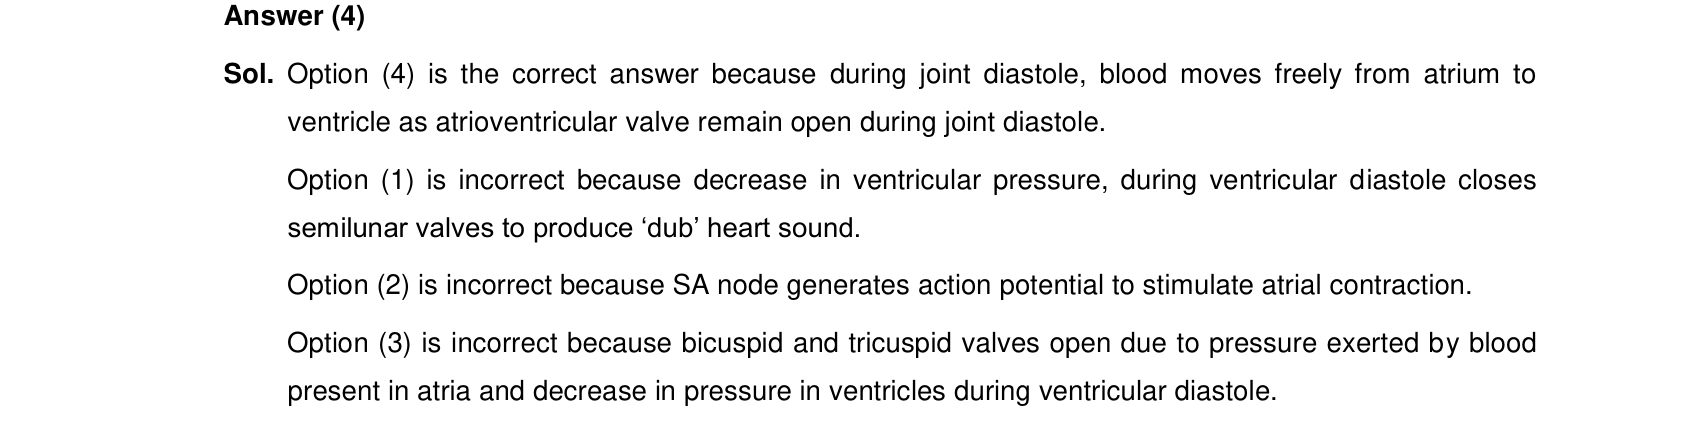 Answer (4)
Sol. Option (4) is the correct answer because during joint diastole, blood moves freely from atrium to
ventricle as atrioventricular valve remain open during joint diastole.
Option (1) is incorrect because decrease in ventricular pressure, during ventricular diastole closes
semilunar valves to produce ‘dub’ heart sound.
Option (2) is incorrect because SA node generates action potential to stimulate atrial contraction.
Option (3) is incorrect because bicuspid and tricuspid valves open due to pressure exerted by blood
present in atria and decrease in pressure in ventricles during ventricular diastole.